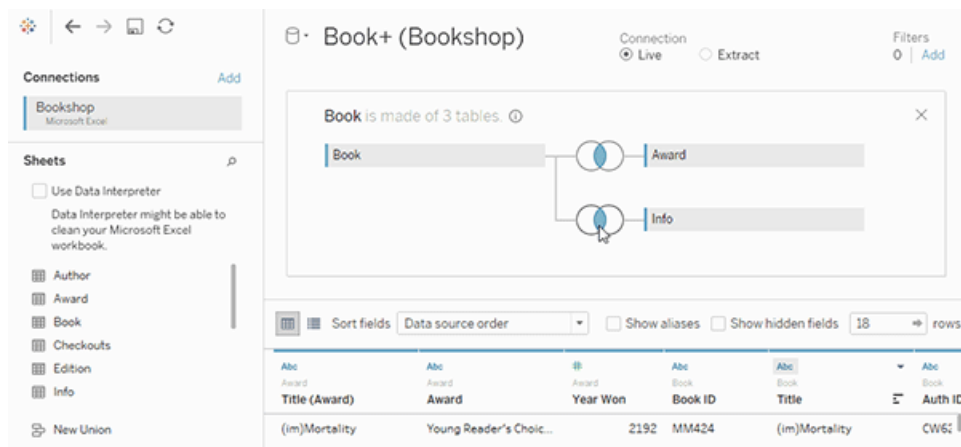 Book+ (Bookshop)
Connection
Live
Extract
Filters
0 | Add
Connections
Add
Bookshop
Microsoft Excel
Sheets
Use Data Interpreter
Data Interpreter might be able to
clean your Microsoft Excel
workbook.
Author
Award
Book
Checkouts
Edition
Info
New Union
Book is made of 3 tables.
Book
Award
Info
Sort fields
Data source order
Show aliases
Show hidden fields
18
rows
Abc
Abc
#
Abc
Abc
Abc
Award
Award
Award
Book
Book
Book
Title (Award)
Award
Year Won
Book ID
Title
Auth ID
(im)Mortality
Young Reader's Choic...
2192
MM424
(im)Mortality